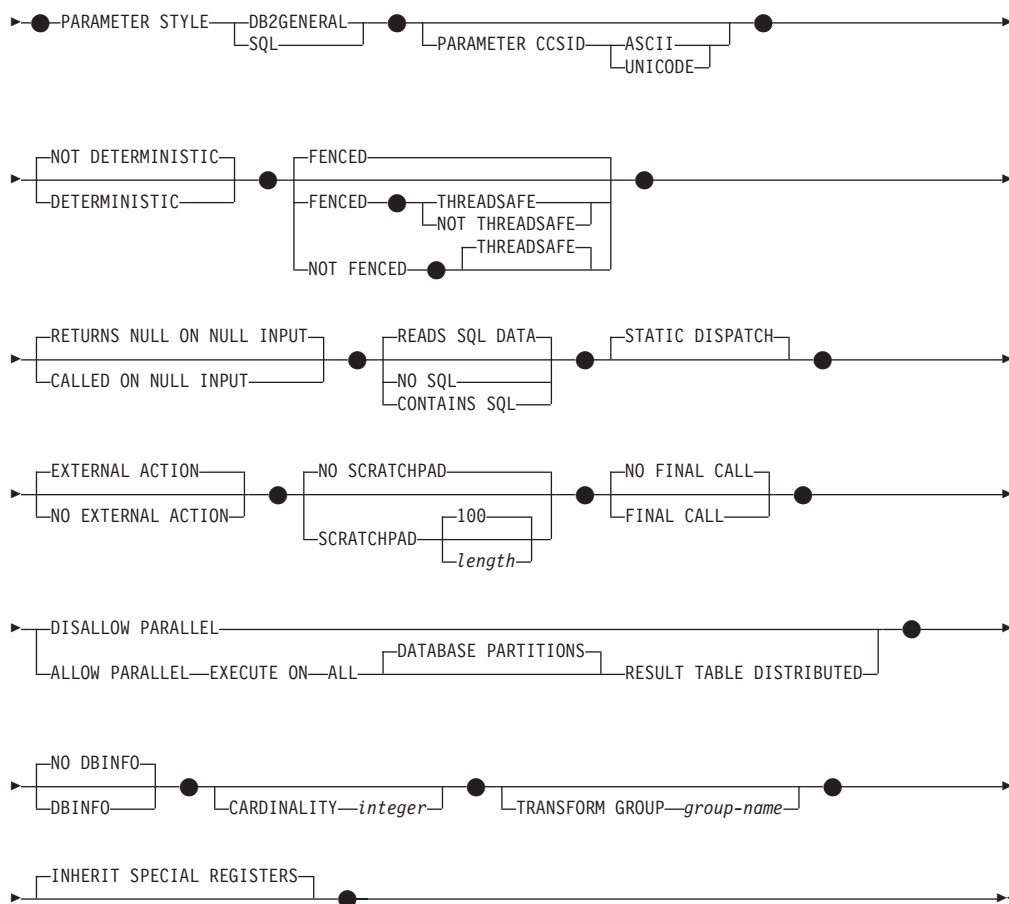 PARAMETER STYLE DB2GENERAL PARAMETER CCSID ASCII
SQL UNICODE
NOT DETERMINISTIC FENCED
DETERMINISTIC FENCED THREADSAFE
NOT THREADSAFE
NOT FENCED THREADSAFE
RETURNS NULL ON NULL INPUT READS SQL DATA STATIC DISPATCH
CALLED ON NULL INPUT NO SQL
CONTAINS SQL
EXTERNAL ACTION NO SCRATCHPAD NO FINAL CALL
NO EXTERNAL ACTION SCRATCHPAD 100 FINAL CALL
length
DISALLOW PARALLEL
ALLOW PARALLEL EXECUTE ON ALL DATABASE PARTITIONS RESULT TABLE DISTRIBUTED
NO DBINFO
DBINFO CARDINALITY integer TRANSFORM GROUP group-name
INHERIT SPECIAL REGISTERS